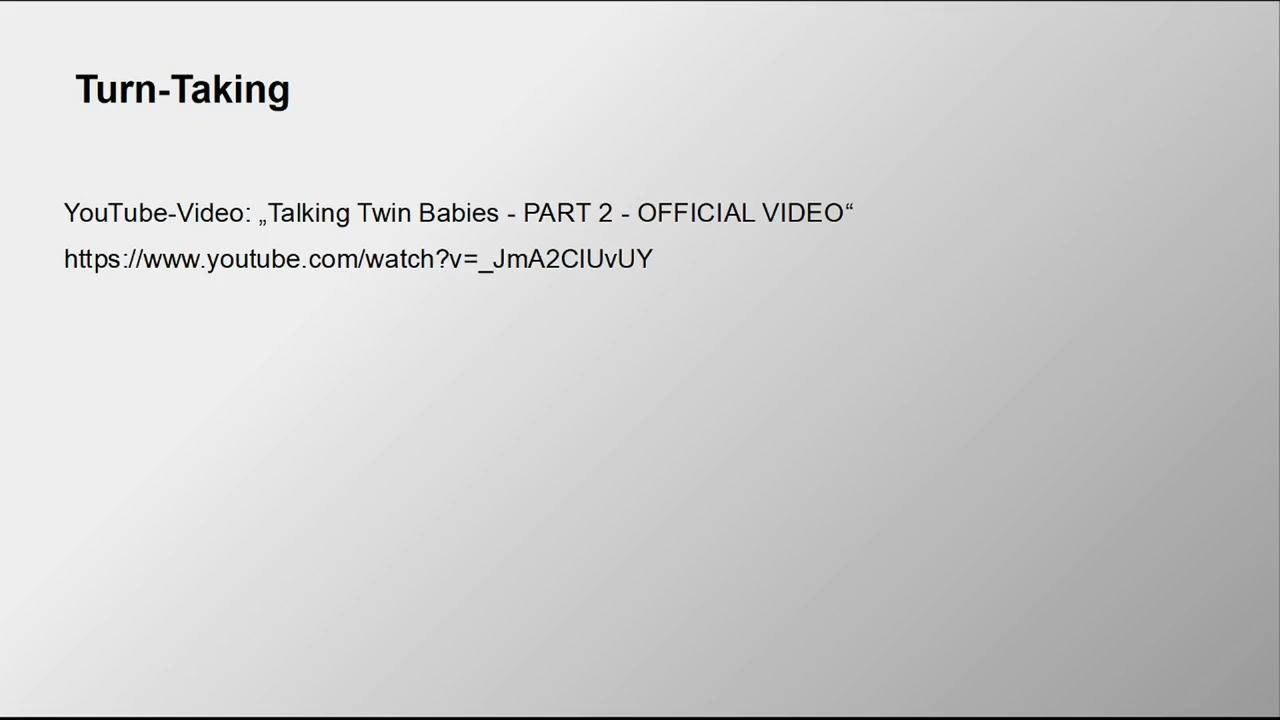 Turn-Taking
YouTube-Video: „Talking Twin Babies - PART 2 - OFFICIAL VIDEO“
https://www.youtube.com/watch?v=_JmA2ClUvUY